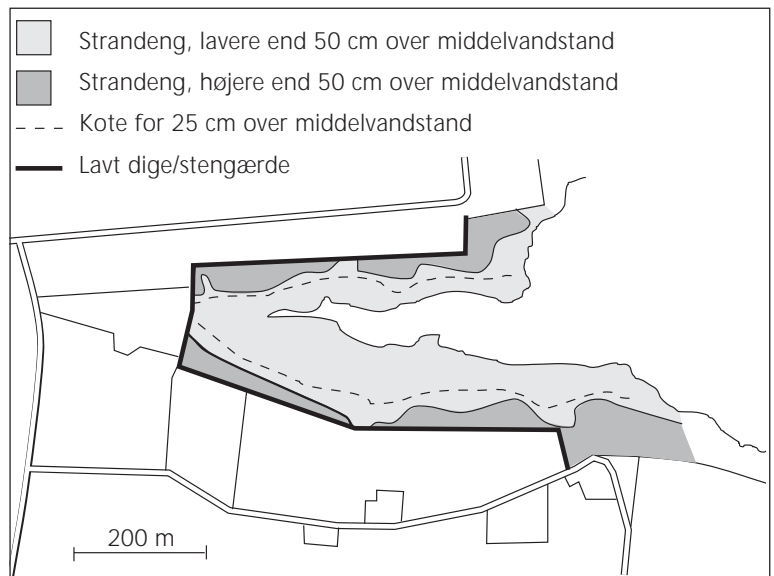 Strandeng, lavere end 50 cm over middelvandstand
Strandeng, højere end 50 cm over middelvandstand
Kote for 25 cm over middelvandstand
Lavt dige/stengærde
200 m